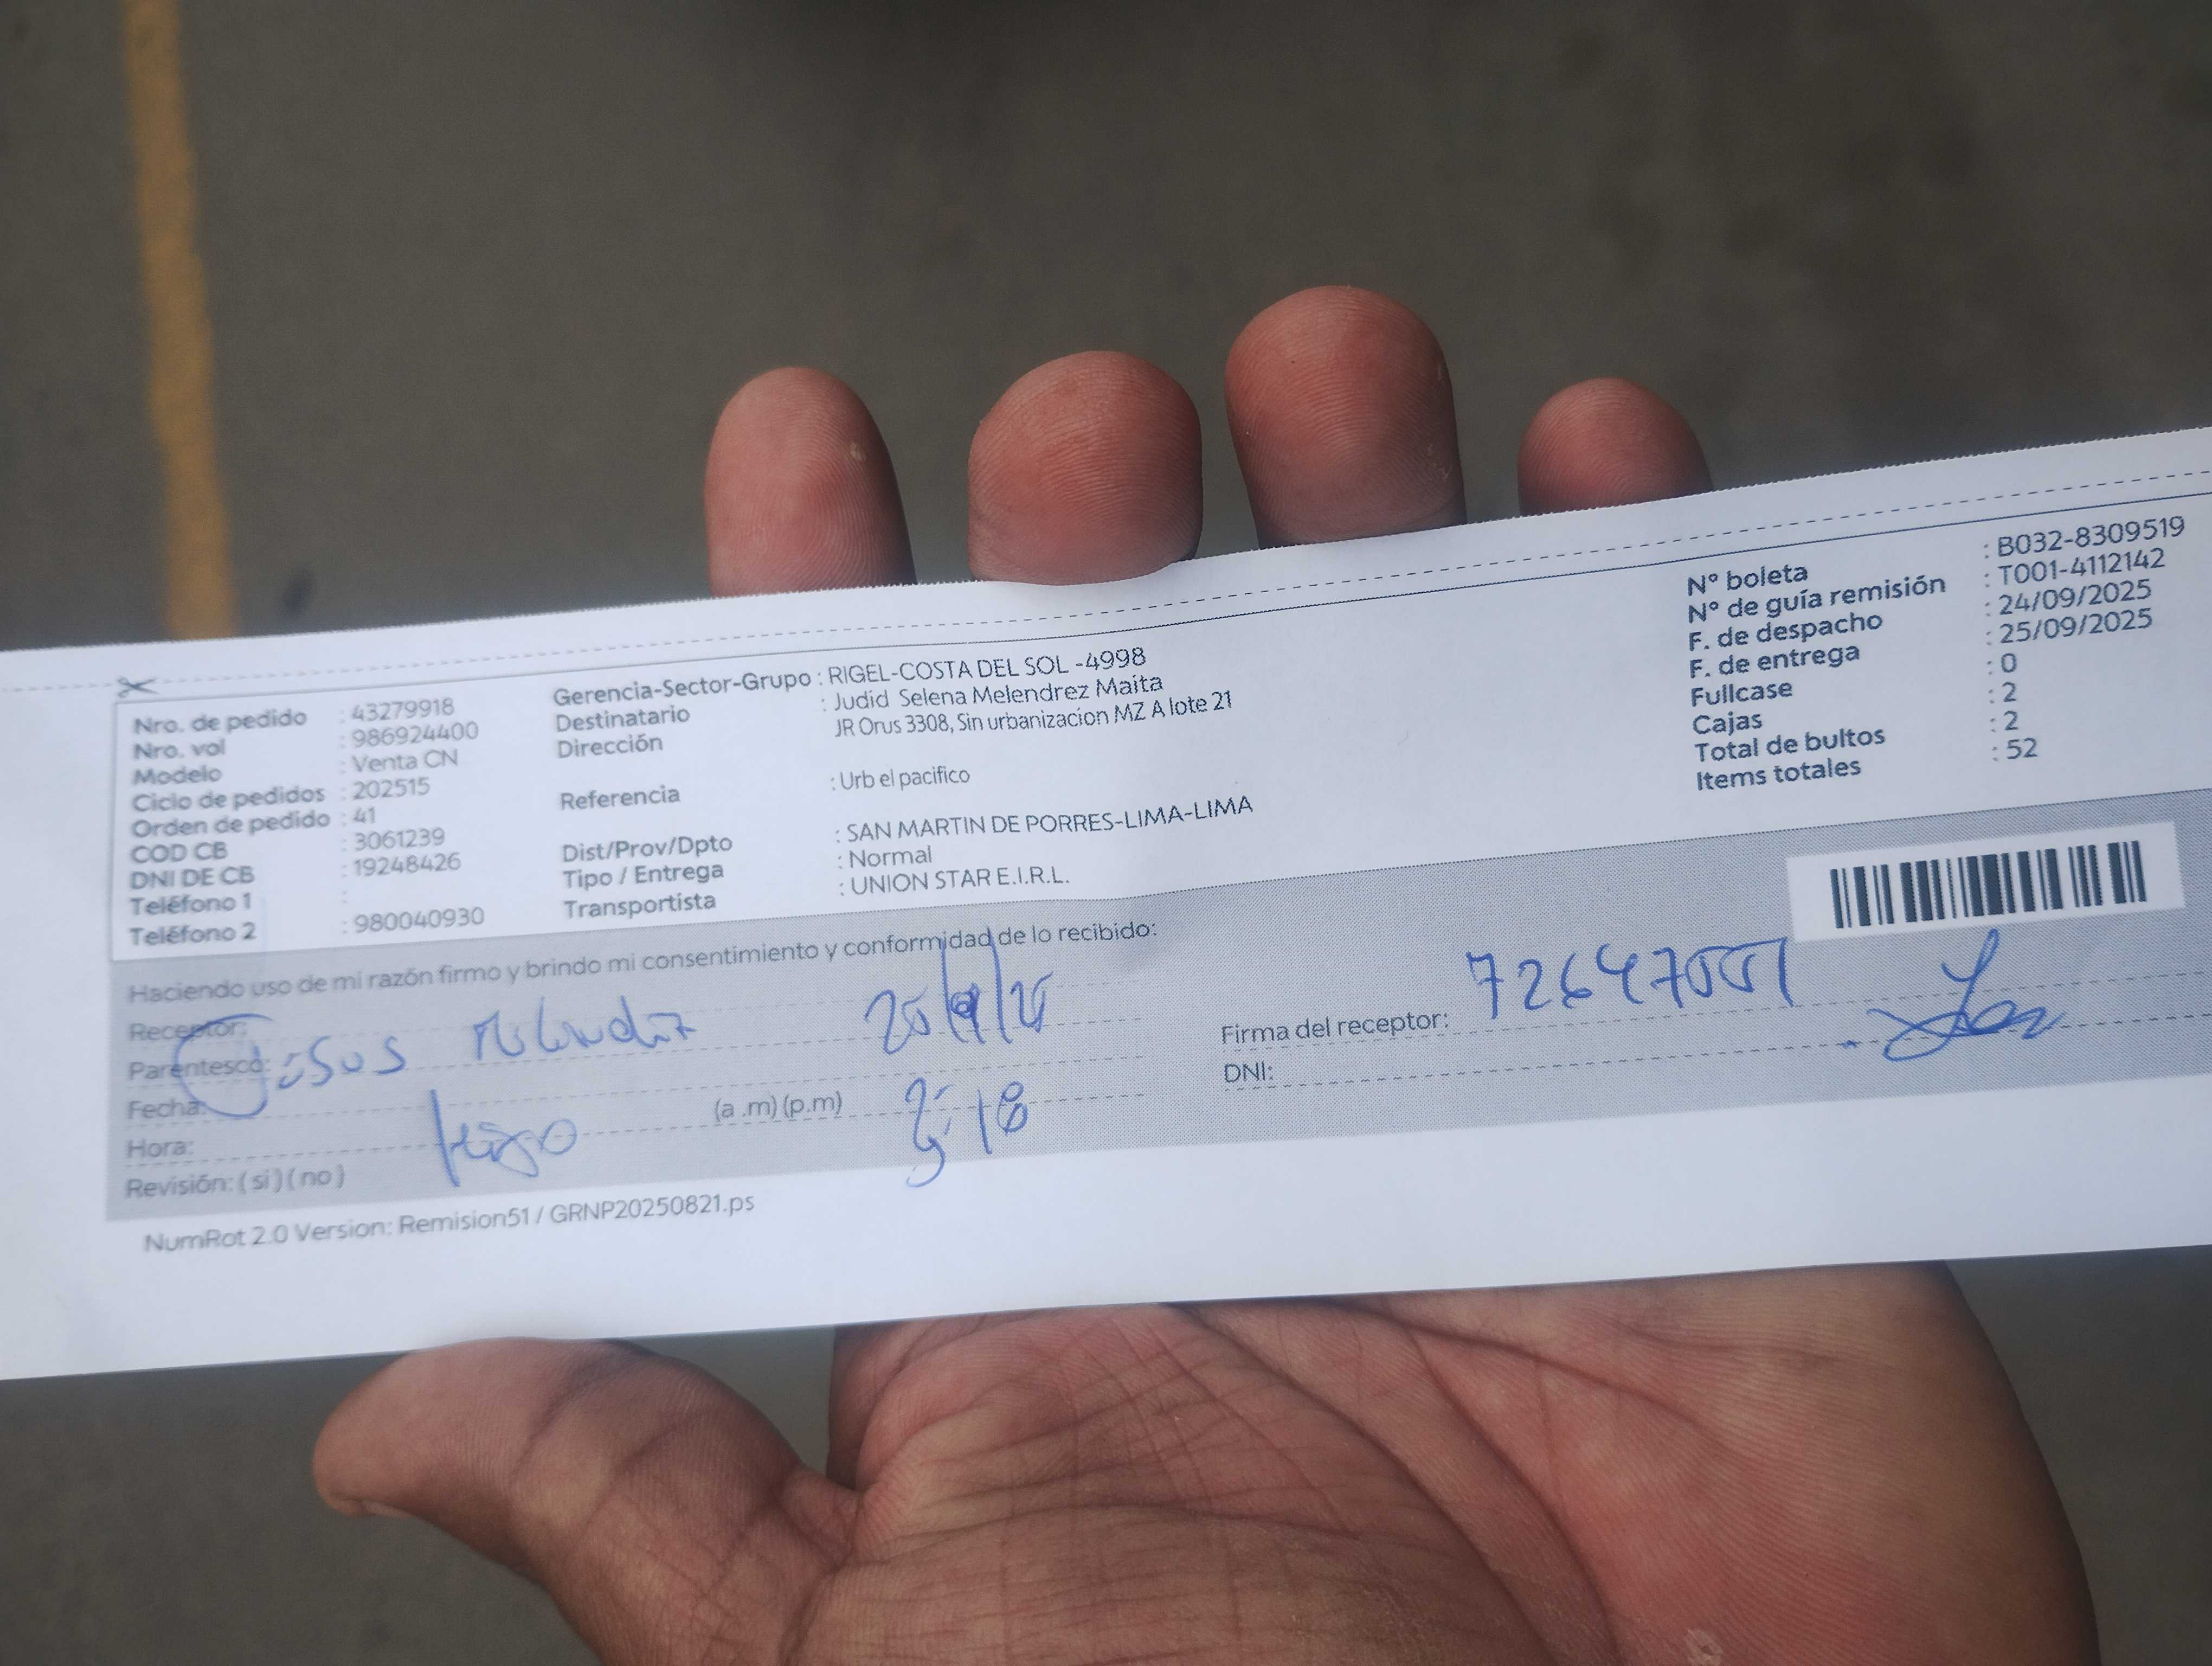 Nro. de pedido : 43279918
Nro. vol : 986924400
Modelo : Venta CN
Ciclo de pedidos : 202515
Orden de pedido : 41
COD CB : 3061239
DNI DE CB : 19248426
Teléfono 1 :
Teléfono 2 : 980040930
Gerencia-Sector-Grupo : RIGEL-COSTA DEL SOL -4998
Destinatario : Judid Selena Melendrez Maita
Dirección JR Orus 3308, Sin urbanizacion MZ A lote 21
Referencia : Urb el pacifico
Dist/Prov/Dpto : SAN MARTIN DE PORRES-LIMA-LIMA
Tipo / Entrega : Normal
Transportista : UNION STAR E.I.R.L.
N° boleta : B032-8309519
N° de guía remisión : T001-4112142
F. de despacho : 24/09/2025
F. de entrega : 25/09/2025
Fullcase : 0
Cajas : 2
Total de bultos : 2
Items totales : 52
Haciendo uso de mi razón firmo y brindo mi consentimiento y conformidad de lo recibido:
Receptor:
Parentesco: Jesus
Fecha: 25/9/25
Hora: (a .m) (p.m) 3:18
Revisión: ( si ) ( no )
Firma del receptor:
DNI:
NumRot 2.0 Version: Remision51 / GRNP20250821.ps